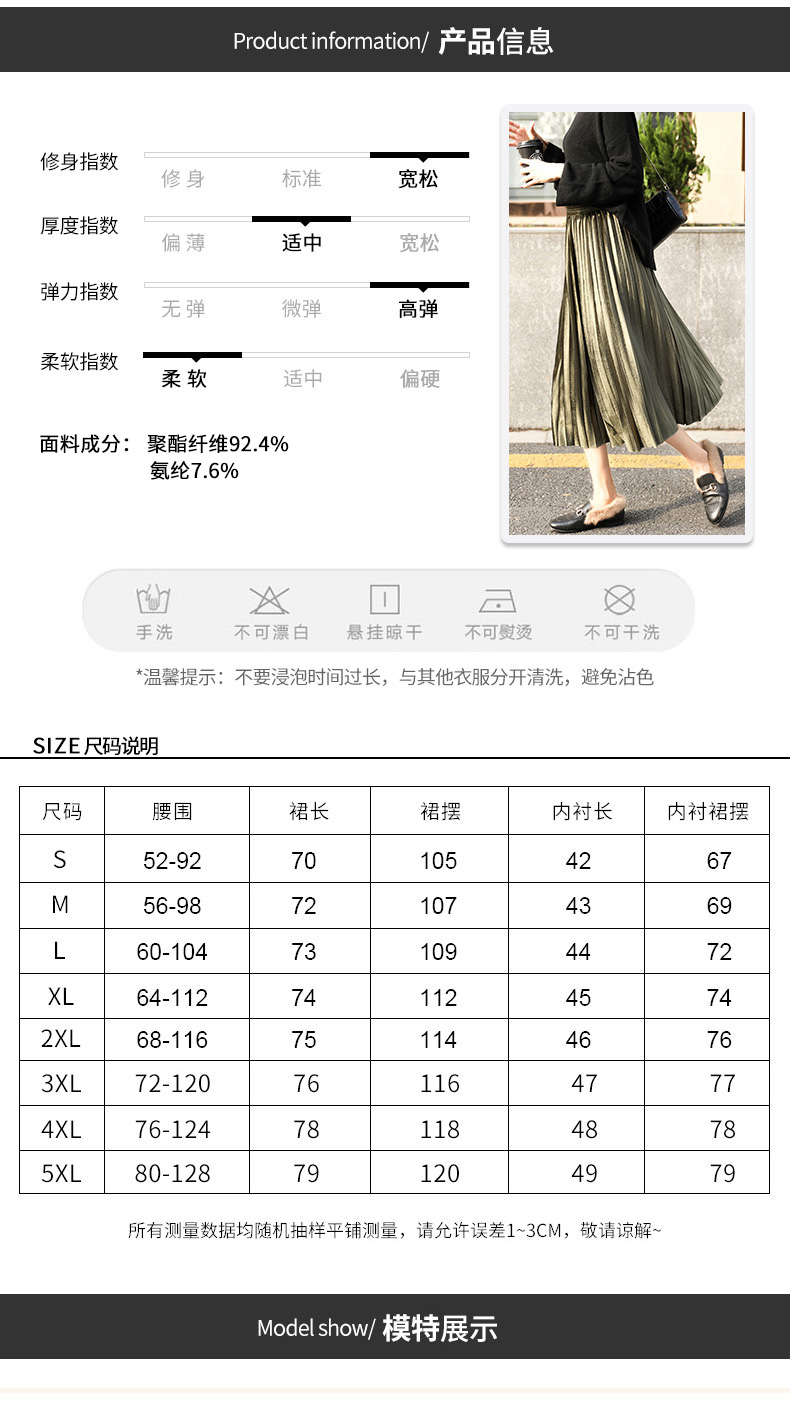 Product information/ 产品信息
修身指数
修身 标准 宽松
厚度指数
偏薄 适中 宽松
弹力指数
无弹 微弹 高弹
柔软指数
柔软 适中 偏硬
面料成分： 聚酯纤维92.4%
氨纶7.6%
手洗 不可漂白 悬挂晾干 不可熨烫 不可干洗
*温馨提示：不要浸泡时间过长，与其他衣服分开清洗，避免沾色
SIZE 尺码说明
尺码 腰围 裙长 裙摆 内衬长 内衬裙摆
S 52-92 70 105 42 67
M 56-98 72 107 43 69
L 60-104 73 109 44 72
XL 64-112 74 112 45 74
2XL 68-116 75 114 46 76
3XL 72-120 76 116 47 77
4XL 76-124 78 118 48 78
5XL 80-128 79 120 49 79
所有测量数据均随机抽样平铺测量，请允许误差1~3CM，敬请谅解~
Model show/ 模特展示